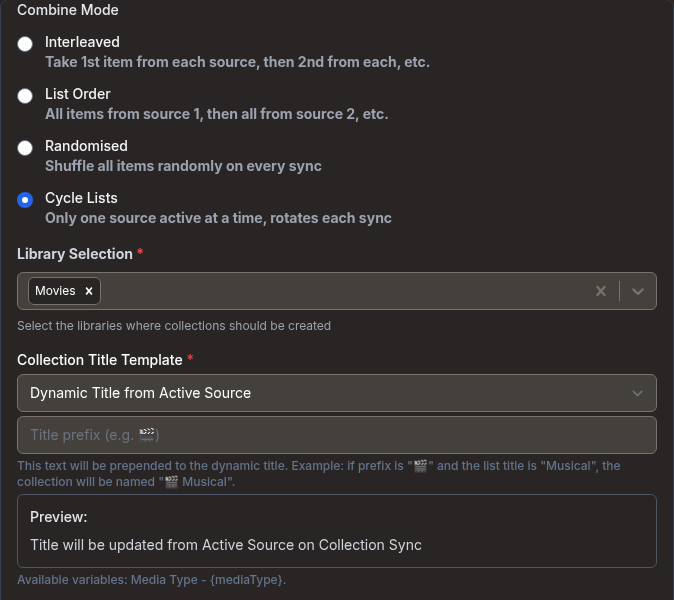 Combine Mode
Interleaved
Take 1st item from each source, then 2nd from each, etc.
List Order
All items from source 1, then all from source 2, etc.
Randomised
Shuffle all items randomly on every sync
Cycle Lists
Only one source active at a time, rotates each sync
Library Selection *
Movies ×
Select the libraries where collections should be created
Collection Title Template *
Dynamic Title from Active Source
Title prefix (e.g. 🎬)
This text will be prepended to the dynamic title. Example: if prefix is "🎬" and the list title is "Musical", the
collection will be named "🎬 Musical".
Preview:
Title will be updated from Active Source on Collection Sync
Available variables: Media Type - {mediaType}.